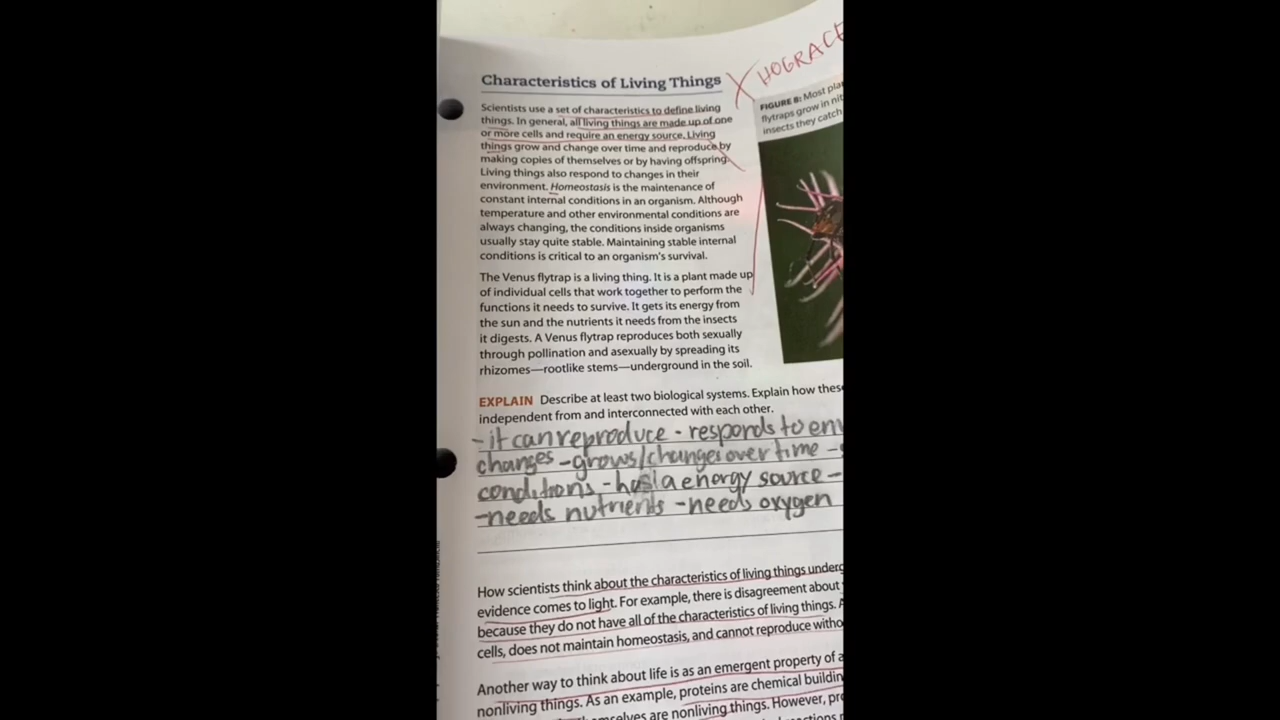 Characteristics of Living Things
X HOGRACE
Scientists use a set of characteristics to define living
things. In general, all living things are made up of one
or more cells and require an energy source. Living
things grow and change over time and reproduce by
making copies of themselves or by having offspring.
Living things also respond to changes in their
environment. Homeostasis is the maintenance of
constant internal conditions in an organism. Although
temperature and other environmental conditions are
always changing, the conditions inside organisms
usually stay quite stable. Maintaining stable internal
conditions is critical to an organism's survival.
The Venus flytrap is a living thing. It is a plant made up
of individual cells that work together to perform the
functions it needs to survive. It gets its energy from
the sun and the nutrients it needs from the insects
it digests. A Venus flytrap reproduces both sexually
through pollination and asexually by spreading its
rhizomes—rootlike stems—underground in the soil.
FIGURE 8: Most pla
flytraps grow in nit
insects they catch
EXPLAIN Describe at least two biological systems. Explain how these
independent from and interconnected with each other.
- it can reproduce - responds to env
changes - grows/changes over time -
conditions - has a energy source -
- needs nutrients - needs oxygen
How scientists think about the characteristics of living things underg
evidence comes to light. For example, there is disagreement about
because they do not have all of the characteristics of living things. A
cells, does not maintain homeostasis, and cannot reproduce witho
Another way to think about life is as an emergent property of a
nonliving things. As an example, proteins are chemical buildin
are nonliving things. However, pro